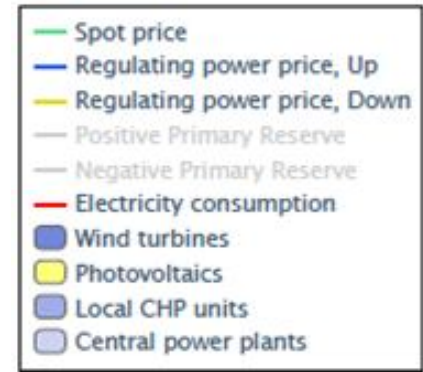 Spot price
Regulating power price, Up
Regulating power price, Down
Positive Primary Reserve
Negative Primary Reserve
Electricity consumption
Wind turbines
Photovoltaics
Local CHP units
Central power plants